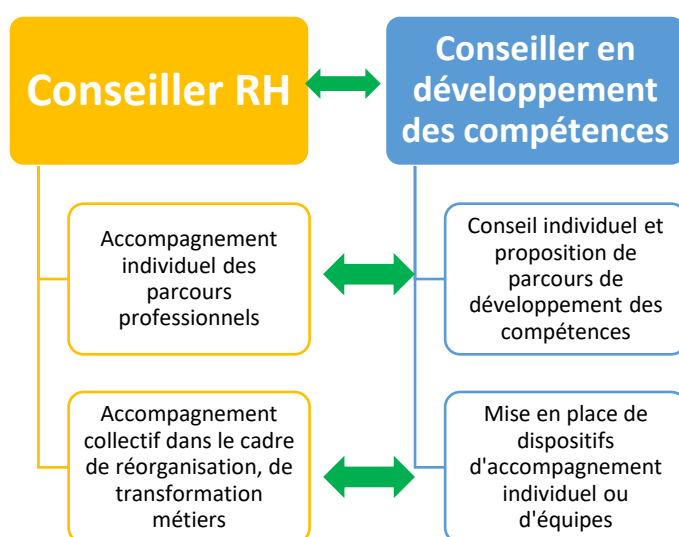 Conseiller RH
Conseiller en
développement
des compétences
Accompagnement
individuel des
parcours
professionnels
Conseil individuel et
proposition de
parcours de
développement des
compétences
Accompagnement
collectif dans le cadre
de réorganisation, de
transformation
métiers
Mise en place de
dispositifs
d'accompagnement
individuel ou
d'équipes